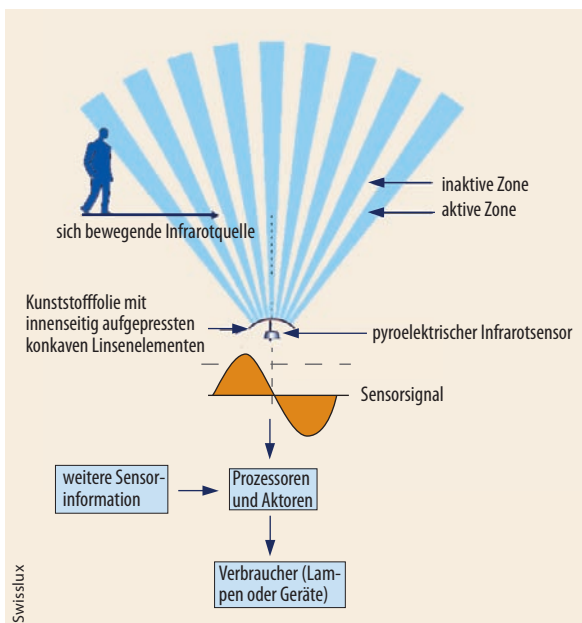 inaktive Zone
aktive Zone
sich bewegende Infrarotquelle
Kunststofffolie mit
innenseitig aufgepressten
konkaven Linsenelementen
pyroelektrischer Infrarotsensor
Sensorsignal
weitere Sensor-
information
Prozessoren
und Aktoren
Verbraucher (Lam-
pen oder Geräte)
Swisslux